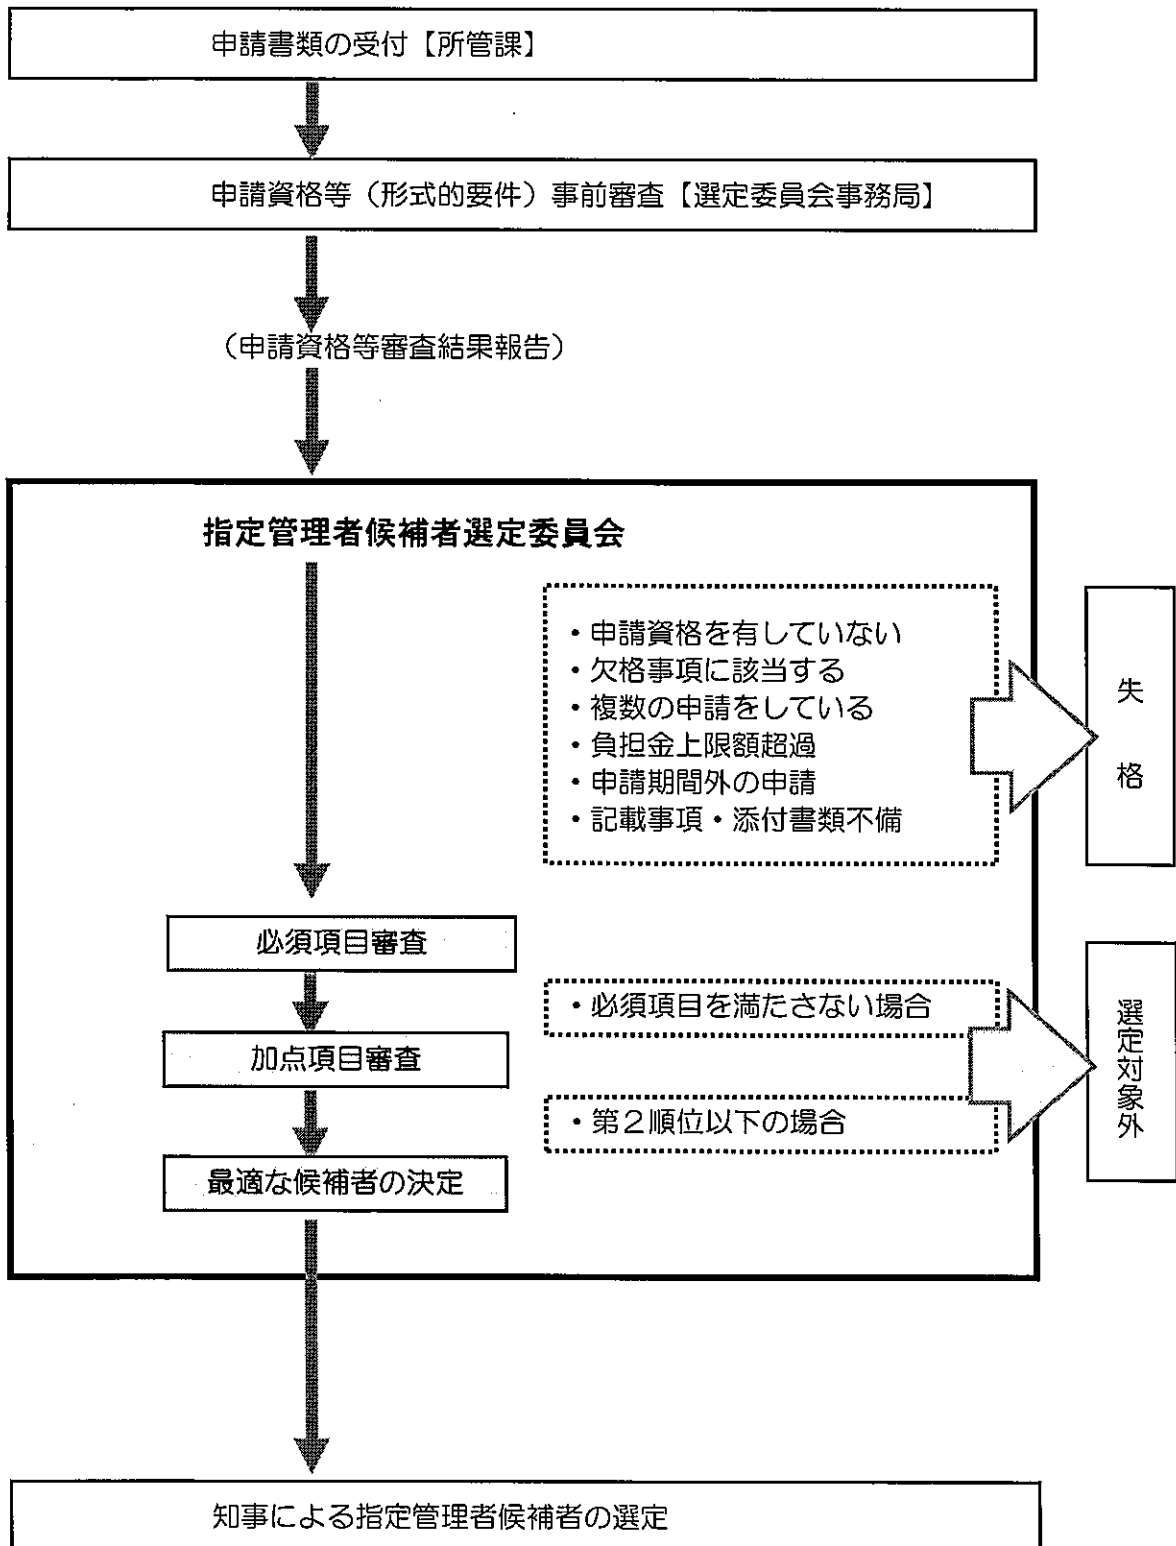 申請書類の受付【所管課】
申請資格等（形式的要件）事前審査【選定委員会事務局】
（申請資格等審査結果報告）
指定管理者候補者選定委員会
・申請資格を有していない
・欠格事項に該当する
・複数の申請をしている
・負担金上限額超過
・申請期間外の申請
・記載事項・添付書類不備
失格
必須項目審査
・必須項目を満たさない場合
加点項目審査
選定対象外
・第２順位以下の場合
最適な候補者の決定
知事による指定管理者候補者の選定